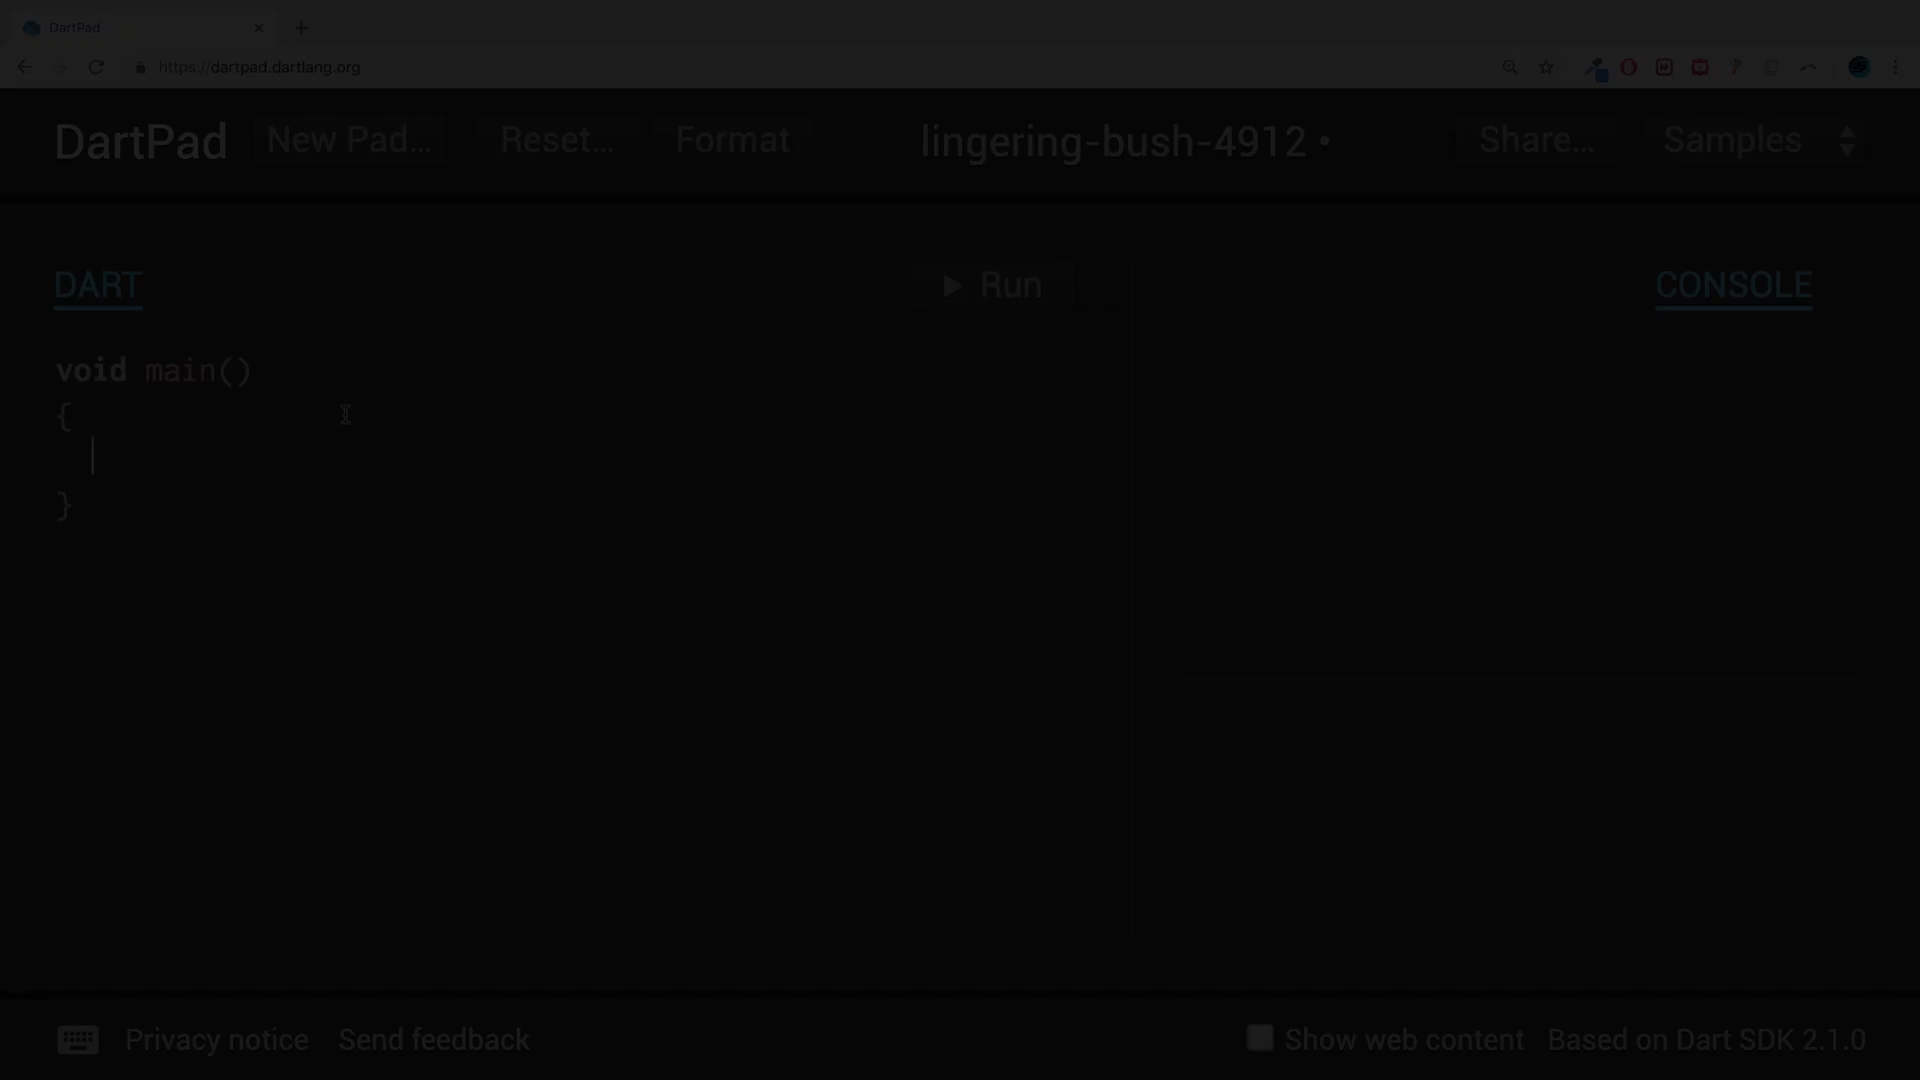 DartPad
https://dartpad.dartlang.org
DartPad New Pad... Reset... Format lingering-bush-4912 • Share... Samples
DART Run CONSOLE
void main()
{
}
Privacy notice Send feedback Show web content Based on Dart SDK 2.1.0